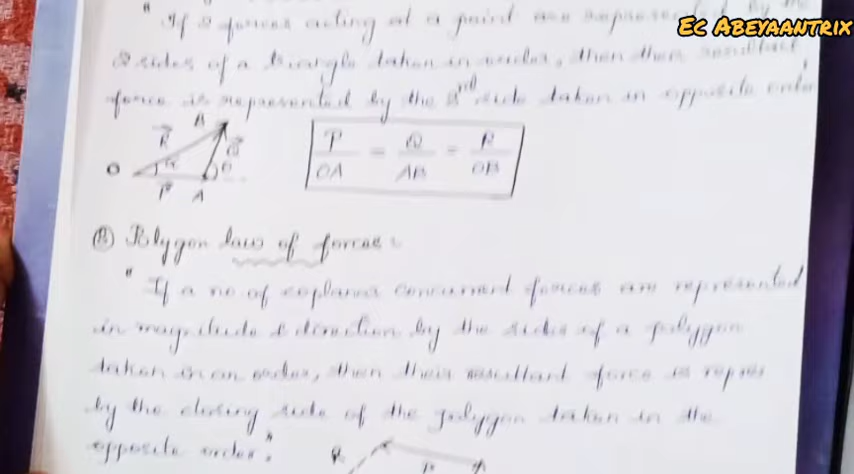 Ec Abeyaantrix
"If 2 forces acting at a point are represented by the
2 sides of a triangle taken in order, then their resultant
force is represented by the 3rd side taken in opposite order
B
R Q
O α θ
P A
P/OA = Q/AB = R/OB
Polygon law of forces:
"If a no of coplanar concurrent forces are represented
in magnitude & direction by the sides of a polygon
taken in an order, then their resultant force is repres
by the closing side of the polygon taken in the
opposite order."
R P